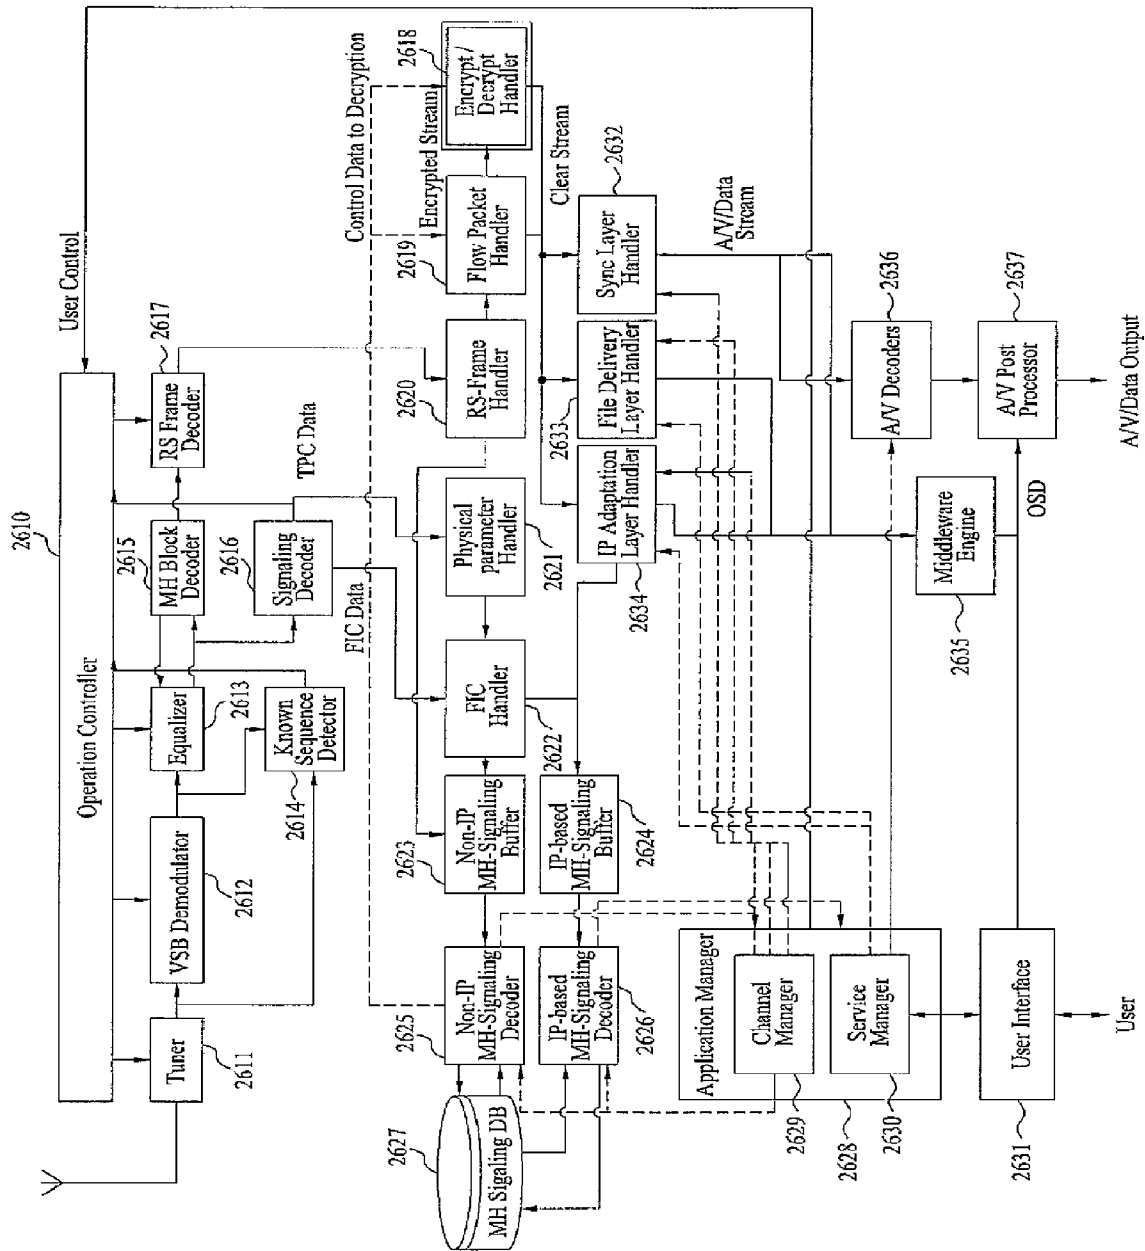 2610
Operation Controller
User Control
Tuner
2611
VSB Demodulator
2612
Equalizer
2613
Known
Sequence
Detector
2614
2615
MH Block
Decoder
2616
Signaling
Decoder
RS Frame
Decoder
2617
TPC Data
FIC Data
Control Data to Decryption
Encrypted Stream
2627
MH Sigaling DB
2625
Non-IP
MH-Signaling
Decoder
2623
Non-IP
MH-Signaling
Buffer
FIC
Handler
2622
Physical
parameter
Handler
2621
2620
RS-Frame
Handler
2619
Flow Packet
Handler
2618
Encrypt/
Decrypt
Handler
Clear Stream
IP-based
MH-Signaling
Decoder
2626
IP-based
MH-Signaling
Buffer
2624
IP Adaptation
Layer Handler
2634
2633
File Delivery
Layer Handler
Sync Layer
Handler
2632
A/V/Data
Stream
Application Manager
Channel
Manager
2629
Service
Manager
2630
2628
Middleware
Engine
2635
A/V Decoders
2636
User Interface
2631
OSD
A/V Post
Processor
2637
User
A/V/Data Output